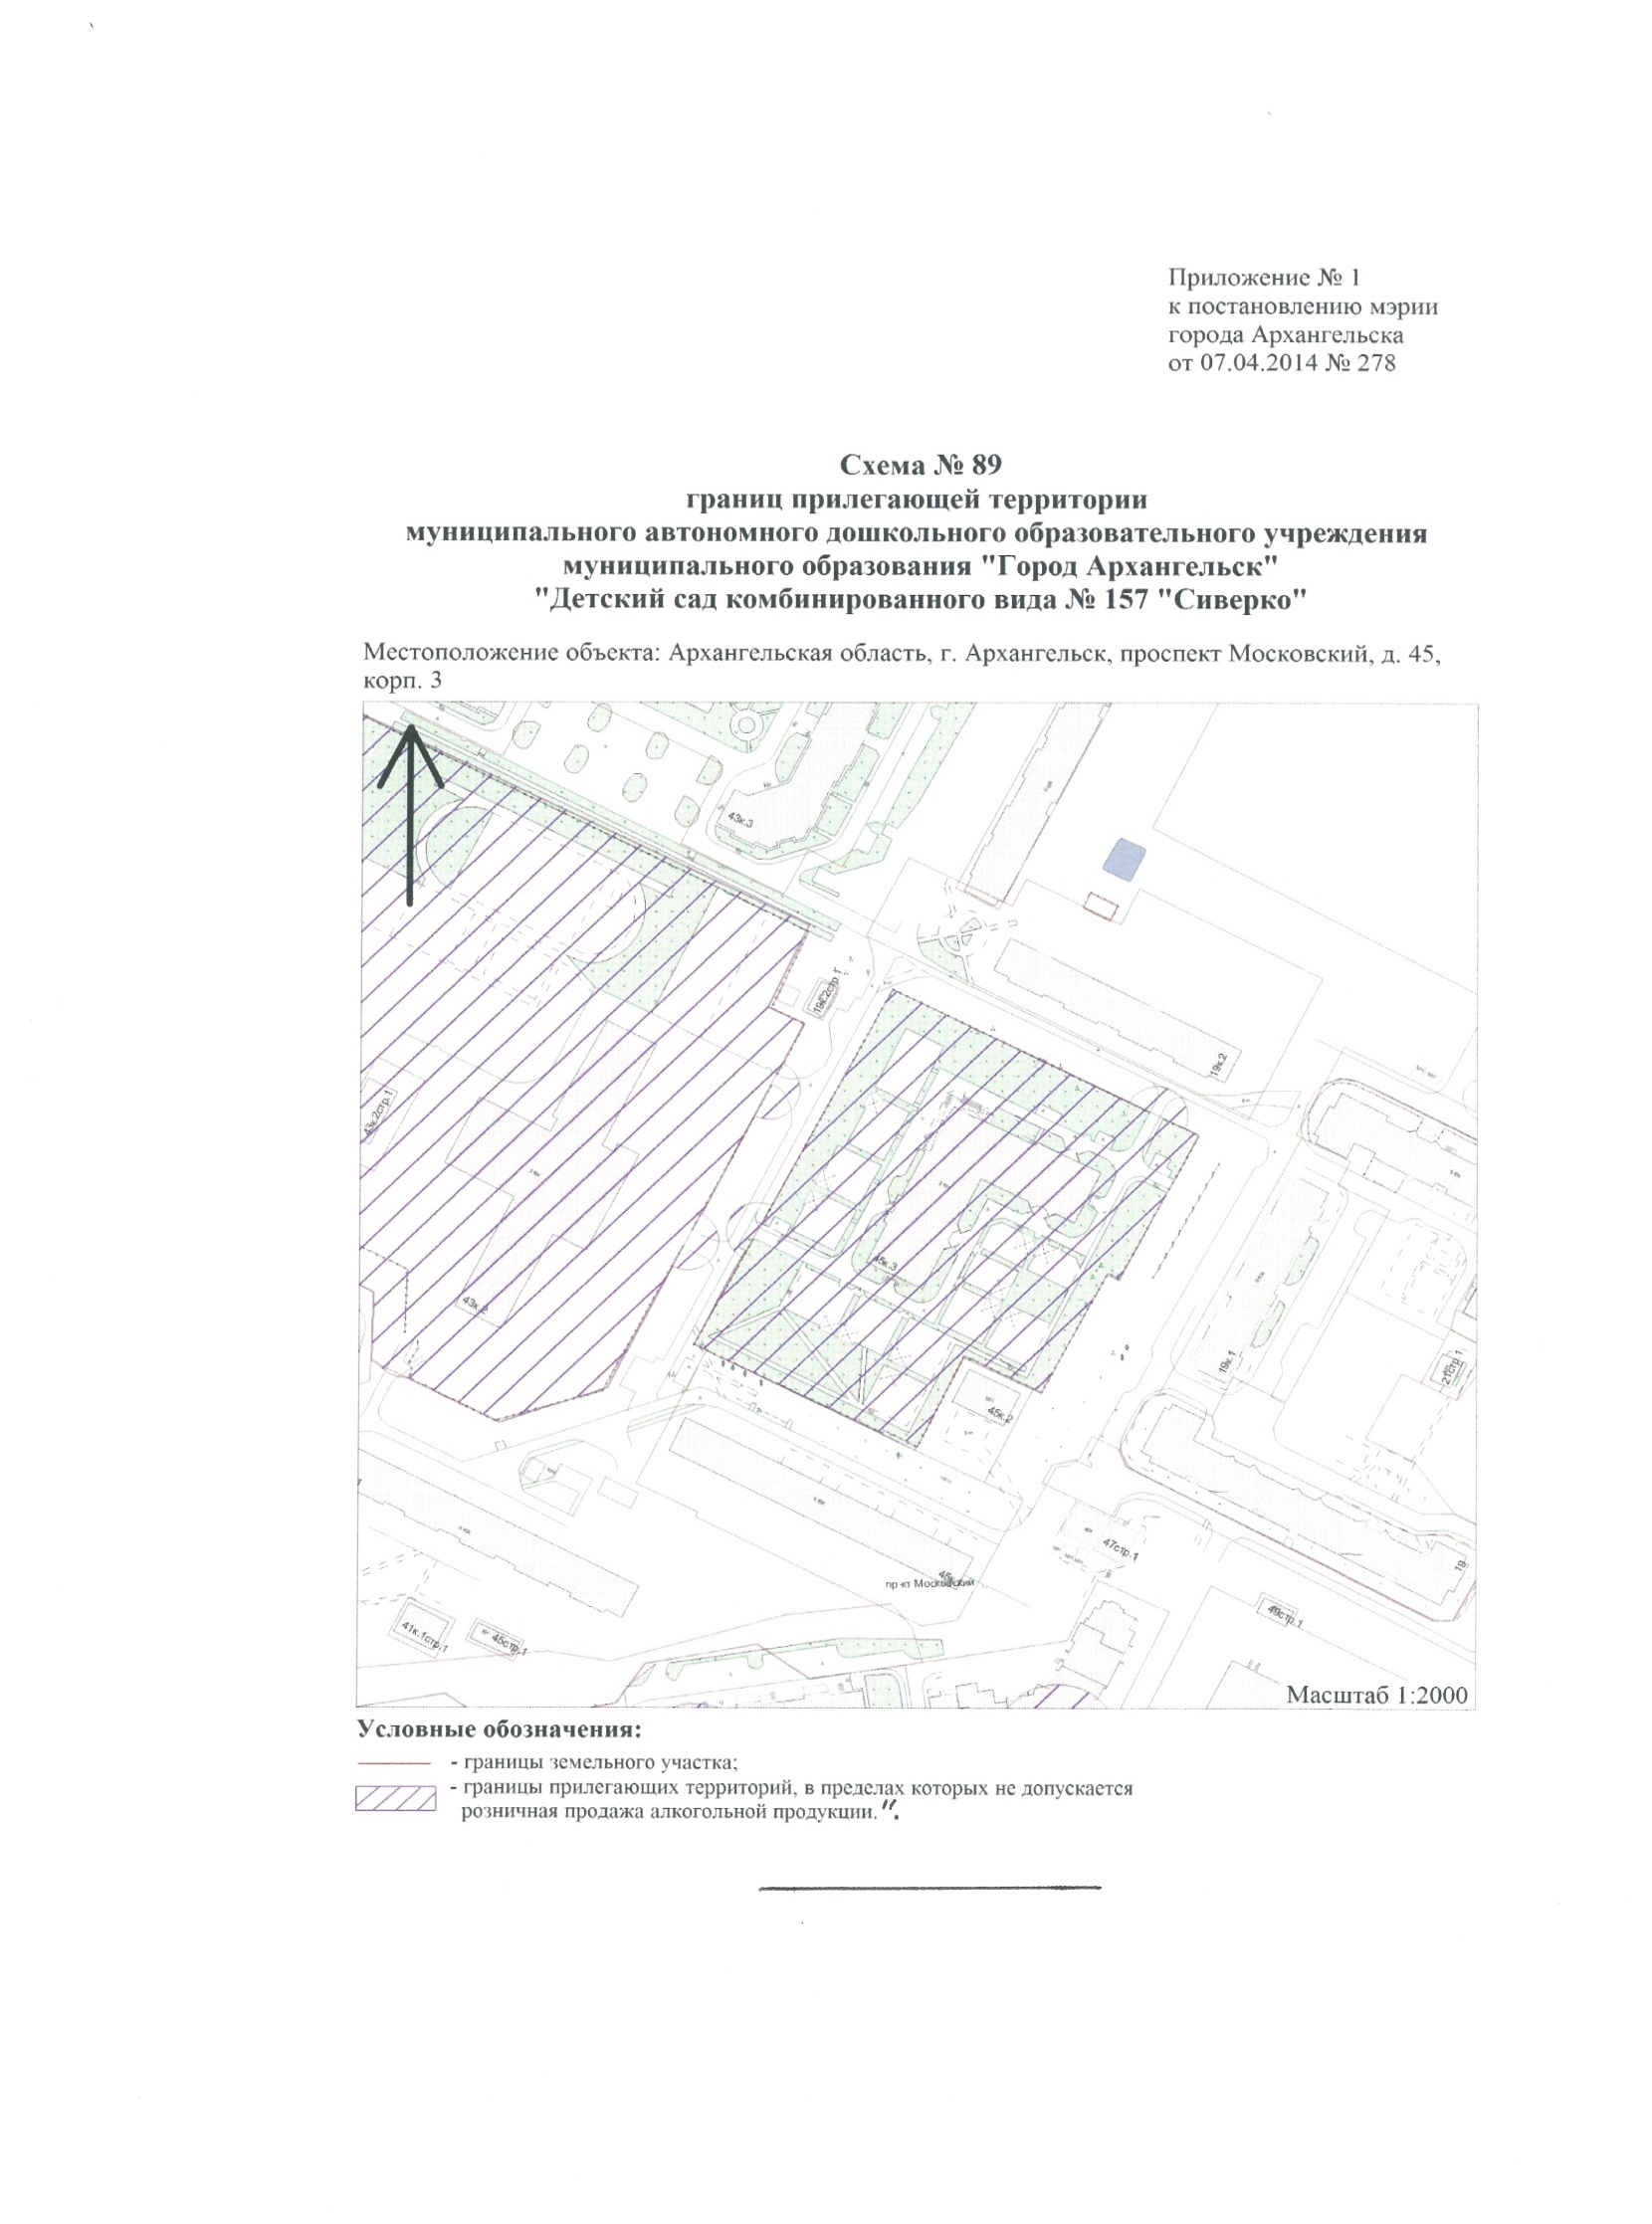 Приложение № 1
к постановлению мэрии
города Архангельска
от 07.04.2014 № 278
Схема № 89
границ прилегающей территории
муниципального автономного дошкольного образовательного учреждения
муниципального образования "Город Архангельск"
"Детский сад комбинированного вида № 157 "Сиверко"
Местоположение объекта: Архангельская область, г. Архангельск, проспект Московский, д. 45,
корп. 3
43к.3
19к.2стр.1
19к.2
43к.2стр.1
45к.3
43к.2
19к.1
21стр.1
45к.2
47стр.1
19
пр-кт Московский
49стр.1
41к.1стр.1
45стр.1
Масштаб 1:2000
Условные обозначения:
- границы земельного участка;
- границы прилегающих территорий, в пределах которых не допускается
розничная продажа алкогольной продукции.".